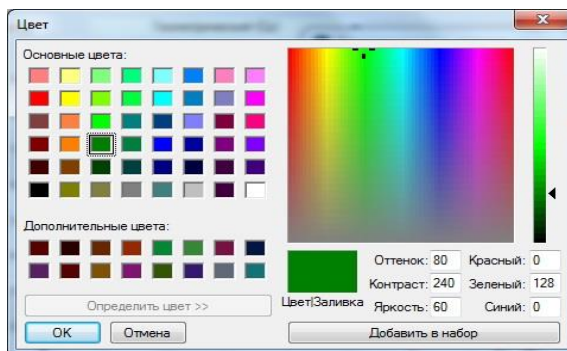 Цвет
Основные цвета:
Дополнительные цвета:
Определить цвет >>
OK
Отмена
Цвет|Заливка
Оттенок: 80
Контраст: 240
Яркость: 60
Красный: 0
Зеленый: 128
Синий: 0
Добавить в набор